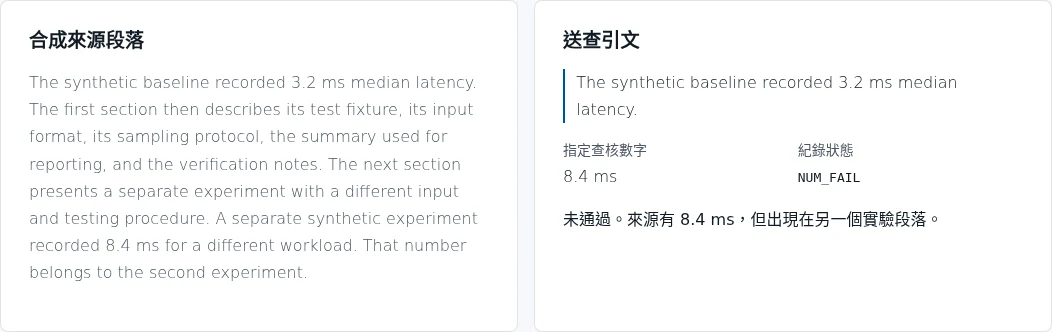 合成來源段落
The synthetic baseline recorded 3.2 ms median latency.
The first section then describes its test fixture, its input
format, its sampling protocol, the summary used for
reporting, and the verification notes. The next section
presents a separate experiment with a different input
and testing procedure. A separate synthetic experiment
recorded 8.4 ms for a different workload. That number
belongs to the second experiment.
送查引文
The synthetic baseline recorded 3.2 ms median
latency.
指定查核數字
紀錄狀態
8.4 ms
NUM_FAIL
未通過。來源有 8.4 ms，但出現在另一個實驗段落。